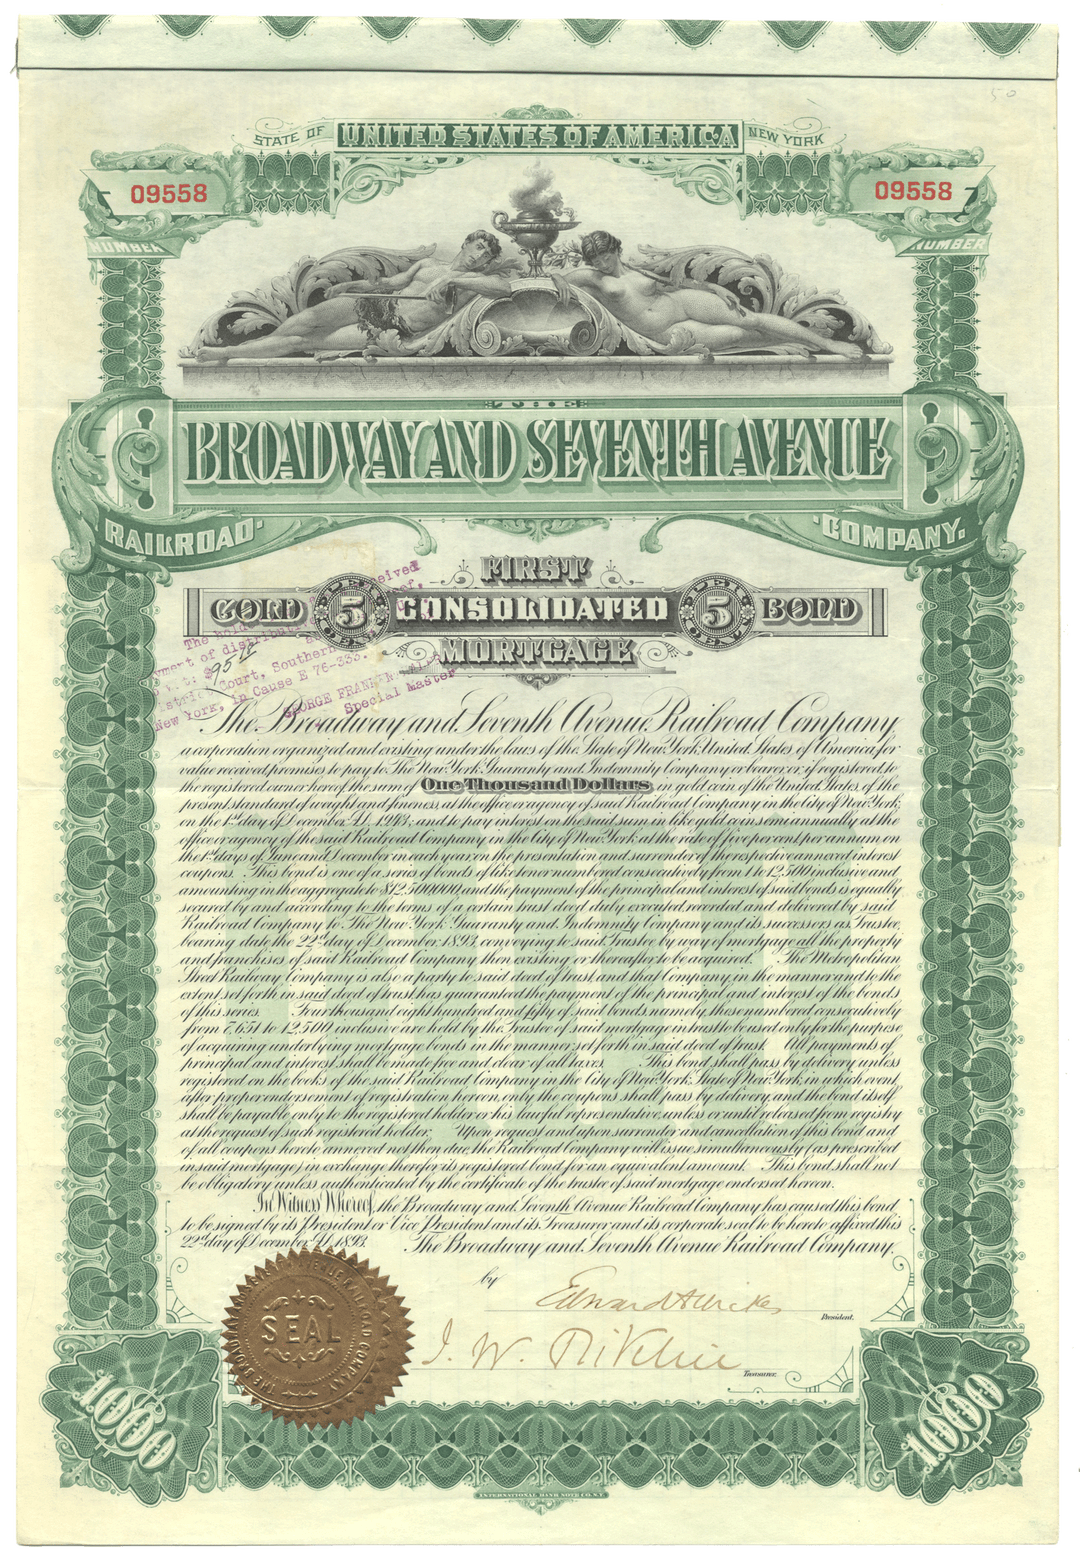 50
STATE OF UNITED STATES OF AMERICA NEW YORK
09558 09558
NUMBER NUMBER
THE
BROADWAY AND SEVENTH AVENUE
RAILROAD COMPANY.
FIRST
GOLD 5 CONSOLIDATED 5 BOND
MORTGAGE
The Broadway and Seventh Avenue Railroad Company
a corporation organized and existing under the laws of the State of New York, United States of America, for
value received, promises to pay to The New York Guaranty and Indemnity Company or bearer, or, if registered, to
the registered owner hereof the sum of One Thousand Dollars, in gold coin of the United States of the
present standard of weight and fineness, at the office or agency of said Railroad Company in the City of New York,
on the 1st day of December A.D. 1943; and to pay interest on the said sum in like gold coin semi annually at the
office or agency of the said Railroad Company in the City of New York, at the rate of five per cent. per annum on
the 1st days of June and December in each year on the presentation and surrender of the respective annexed interest
coupons. This bond is one of a series of bonds of like tenor numbered consecutively from 1 to 12,500 inclusive and
amounting in the aggregate to $12,500,000, and the payment of the principal and interest of said bonds is equally
secured by and according to the terms of a certain trust deed duly executed, recorded and delivered by said
Railroad Company to The New York Guaranty and Indemnity Company and its successors as Trustee,
bearing date the 22nd day of December 1893, conveying to said Trustee by way of mortgage all the property
and franchises of said Railroad Company then existing or thereafter to be acquired. The Metropolitan
Street Railway Company is also a party to said deed of trust, and that Company, in the manner and to the
extent set forth in said deed of trust has guaranteed the payment of the principal and interest of the bonds
of this series. Four thousand eight hundred and fifty of said bonds, namely, those numbered consecutively
from 7,651 to 12,500 inclusive are held by the Trustee of said mortgage in trust to be used only for the purpose
of acquiring underlying mortgage bonds in the manner set forth in said deed of trust. All payments of
principal and interest shall be made free and clear of all taxes. This bond shall pass by delivery unless
registered on the books of the said Railroad Company in the City of New York, State of New York, in which event,
after proper endorsement of registration hereon, only the coupons shall pass by delivery, and the bond itself
shall be payable only to the registered holder or his lawful representative, unless or until released from registry
at the request of such registered holder. Upon request and upon surrender and cancellation of this bond and
of all coupons hereto annexed not then due, the Railroad Company will issue simultaneously (as prescribed
in said mortgage) in exchange therefor its registered bond for an equivalent amount. This bond shall not
be obligatory unless authenticated by the certificate of the trustee of said mortgage endorsed hereon.
In Witness Whereof, the Broadway and Seventh Avenue Railroad Company has caused this bond
to be signed by its President or Vice President and its Treasurer and its corporate seal to be hereto affixed this
22nd day of December A.D. 1893. The Broadway and Seventh Avenue Railroad Company,
by
President.
Treasurer.
SEAL
1,000 1,000
INTERNATIONAL BANK NOTE CO. N.Y.